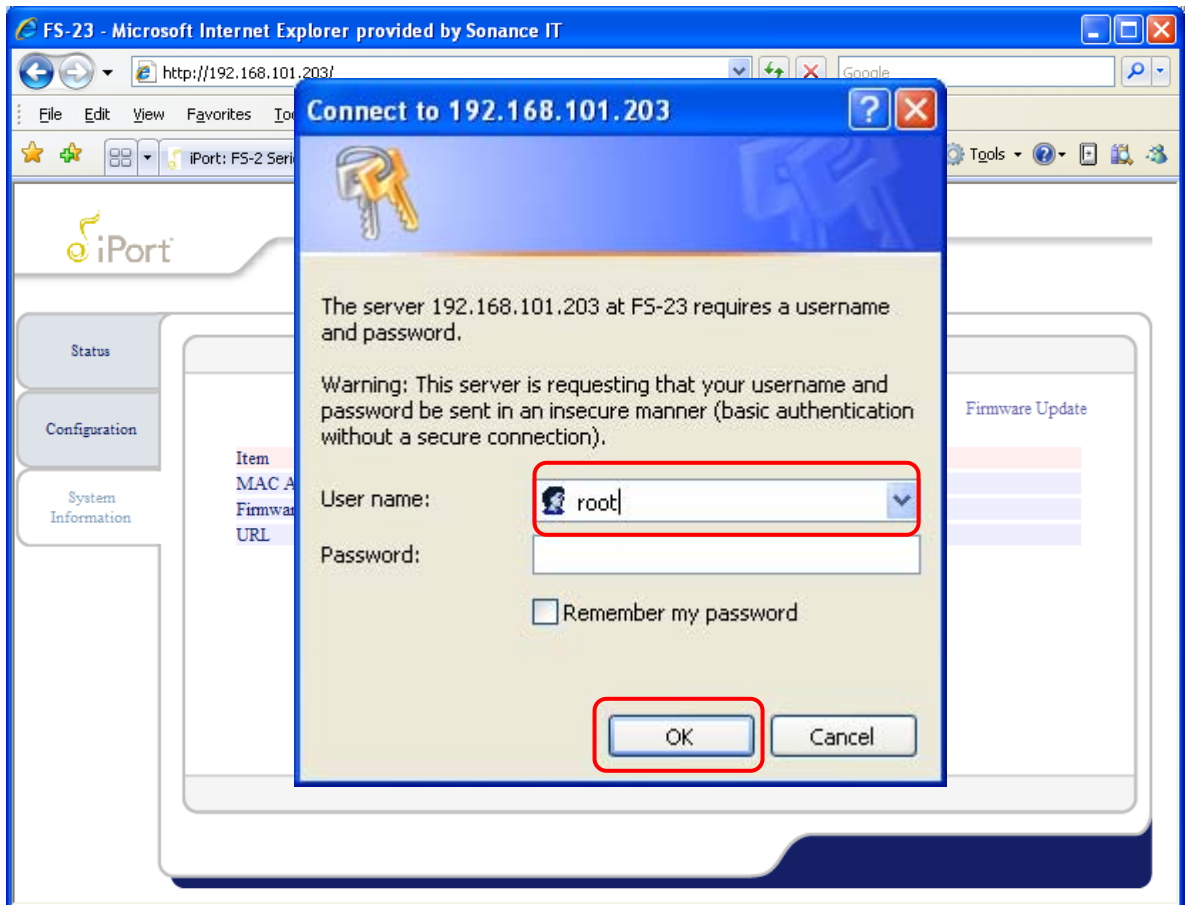 FS-23 - Microsoft Internet Explorer provided by Sonance IT
http://192.168.101.203/
Google
File Edit View Favorites
iPort: FS-2
Tools
Connect to 192.168.101.203
iPort
The server 192.168.101.203 at FS-23 requires a username
and password.
Warning: This server is requesting that your username and
password be sent in an insecure manner (basic authentication
without a secure connection).
User name:
root
Password:
Remember my password
OK
Cancel
Status
Configuration
System
Information
Firmware Update
Item
MAC
URL